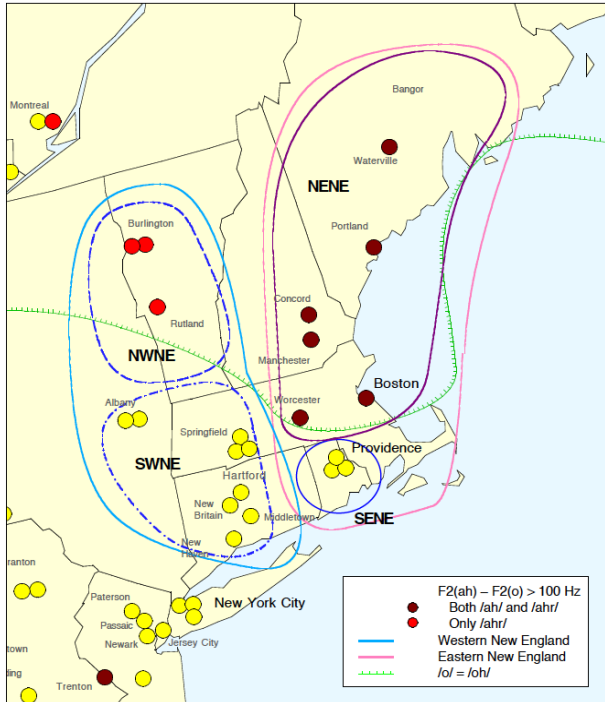 Bangor
Montreal
Waterville
NENE
Burlington
Portland
Concord
Rutland
NWNE
Manchester
Boston
Albany
Worcester
Springfield
Providence
SWNE
Hartford
New
Britain
Middletown
SENE
New
Haven
ranton
Paterson
New York City
Passaic
Newark
Jersey City
town
ding
Trenton
F2(ah) – F2(o) > 100 Hz
Both /ah/ and /ahr/
Only /ahr/
Western New England
Eastern New England
/o/ = /oh/